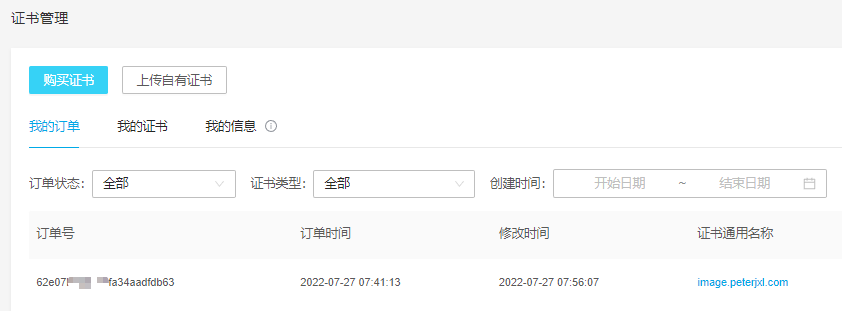 证书管理
购买证书 上传自有证书
我的订单 我的证书 我的信息
订单状态: 全部 证书类型: 全部 创建时间: 开始日期 ~ 结束日期
订单号 订单时间 修改时间 证书通用名称
62e07 fa34aadfdb63 2022-07-27 07:41:13 2022-07-27 07:56:07 image.peterjxl.com